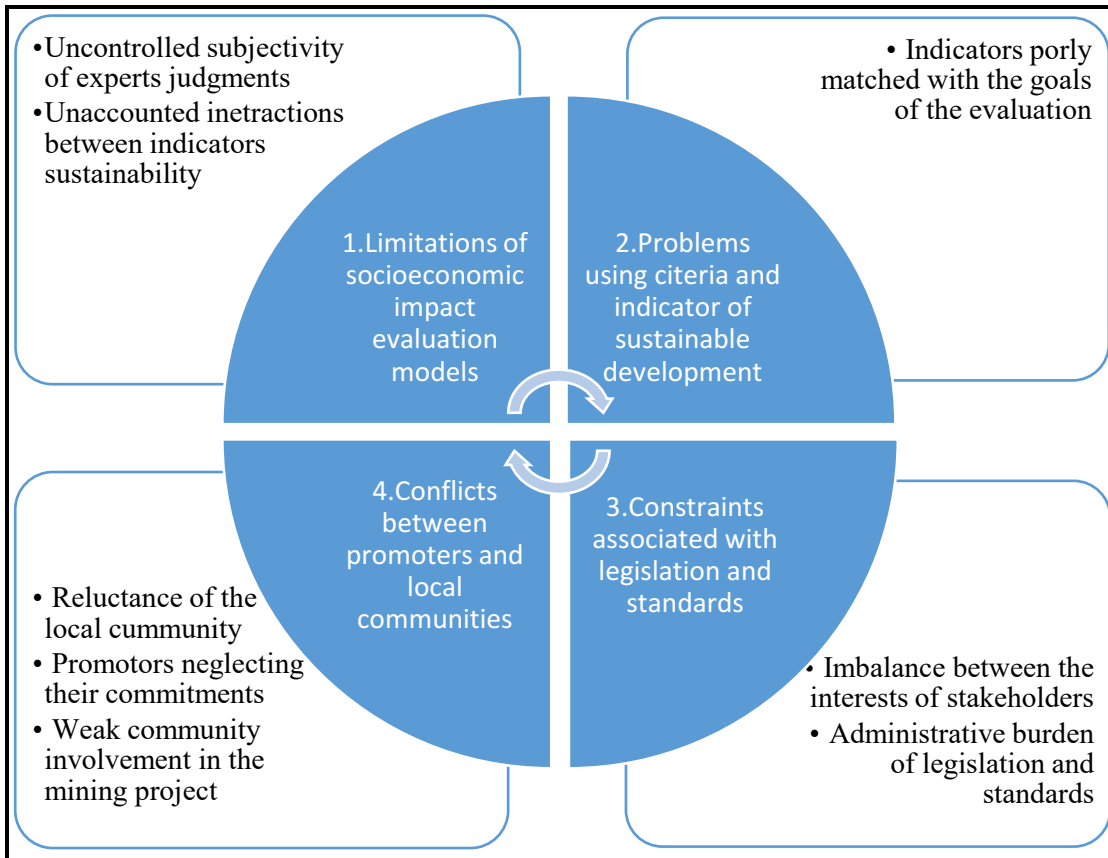 •Uncontrolled subjectivity
of experts judgments
•Unaccounted inetractions
between indicators
sustainability
• Indicators porly
matched with the goals
of the evaluation
1.Limitations of
socioeconomic
impact
evaluation
models
2.Problems
using citeria and
indicator of
sustainable
development
4.Conflicts
between
promoters and
local
communities
3.Constraints
associated with
legislation and
standards
• Reluctance of the
local cummunity
• Promotors neglecting
their commitments
• Weak community
involvement in the
mining project
• Imbalance between the
interests of stakeholders
• Administrative burden
of legislation and
standards